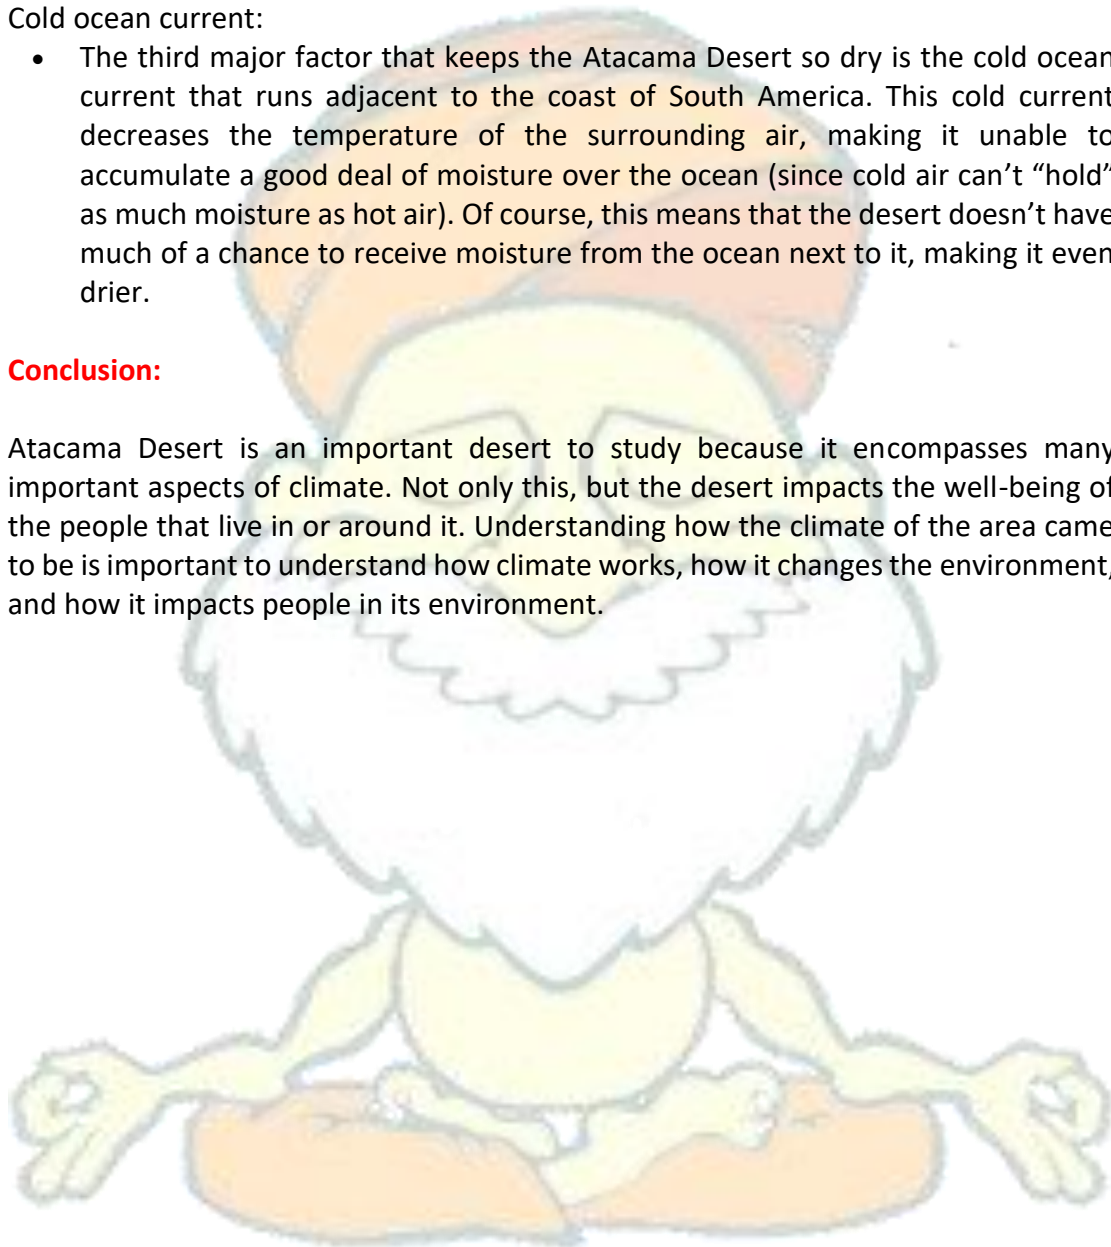 Cold ocean current:
• The third major factor that keeps the Atacama Desert so dry is the cold ocean
current that runs adjacent to the coast of South America. This cold current
decreases the temperature of the surrounding air, making it unable to
accumulate a good deal of moisture over the ocean (since cold air can’t “hold”
as much moisture as hot air). Of course, this means that the desert doesn’t have
much of a chance to receive moisture from the ocean next to it, making it even
drier.
Conclusion:
Atacama Desert is an important desert to study because it encompasses many
important aspects of climate. Not only this, but the desert impacts the well-being of
the people that live in or around it. Understanding how the climate of the area came
to be is important to understand how climate works, how it changes the environment,
and how it impacts people in its environment.